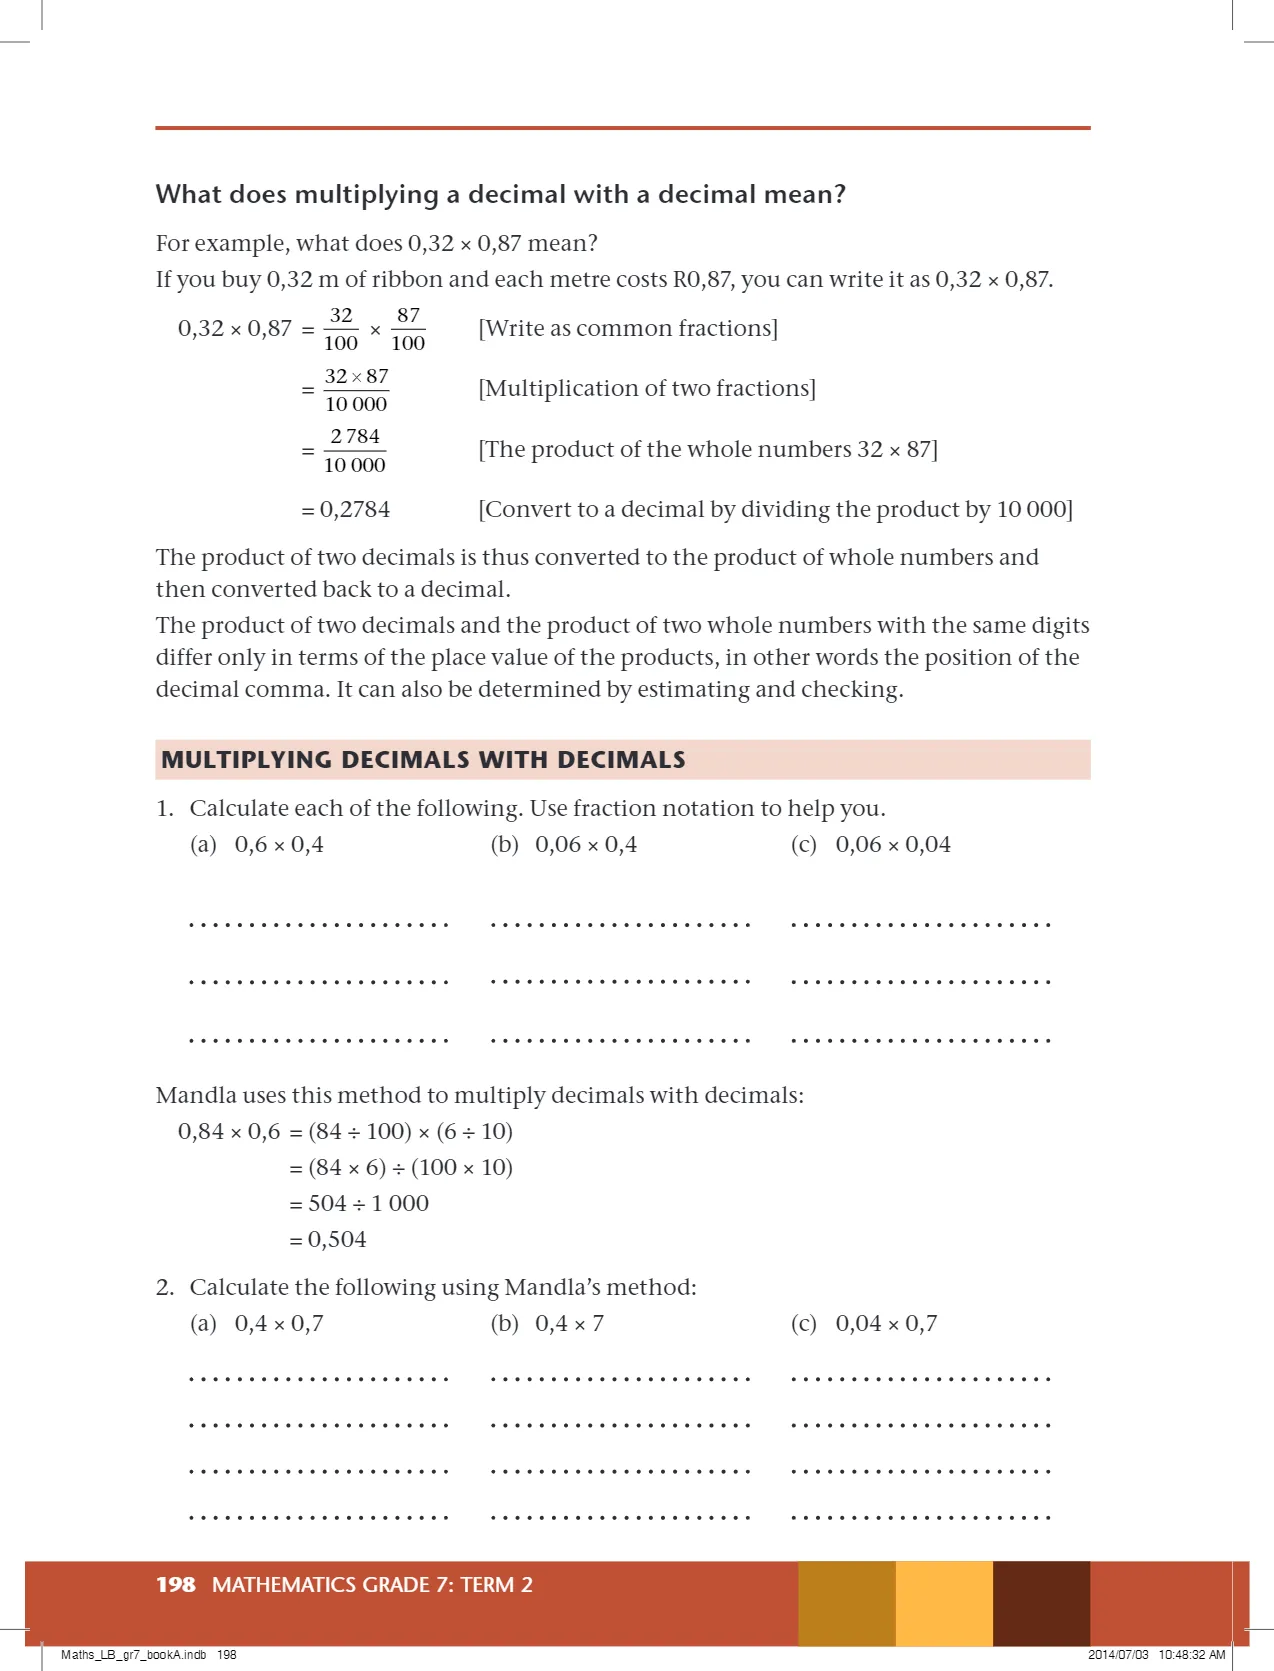 What does multiplying a decimal with a decimal mean?
For example, what does 0,32 × 0,87 mean?
If you buy 0,32 m of ribbon and each metre costs R0,87, you can write it as 0,32 × 0,87.
0,32 × 0,87 = 32/100 × 87/100 [Write as common fractions]
= 32 × 87/10 000 [Multiplication of two fractions]
= 2 784/10 000 [The product of the whole numbers 32 × 87]
= 0,2784 [Convert to a decimal by dividing the product by 10 000]
The product of two decimals is thus converted to the product of whole numbers and
then converted back to a decimal.
The product of two decimals and the product of two whole numbers with the same digits
differ only in terms of the place value of the products, in other words the position of the
decimal comma. It can also be determined by estimating and checking.
MULTIPLYING DECIMALS WITH DECIMALS
1. Calculate each of the following. Use fraction notation to help you.
(a) 0,6 × 0,4 (b) 0,06 × 0,4 (c) 0,06 × 0,04
Mandla uses this method to multiply decimals with decimals:
0,84 × 0,6 = (84 ÷ 100) × (6 ÷ 10)
= (84 × 6) ÷ (100 × 10)
= 504 ÷ 1 000
= 0,504
2. Calculate the following using Mandla’s method:
(a) 0,4 × 0,7 (b) 0,4 × 7 (c) 0,04 × 0,7
198 MATHEMATICS GRADE 7: TERM 2
Maths_LB_gr7_bookA.indb 198 2014/07/03 10:48:32 AM